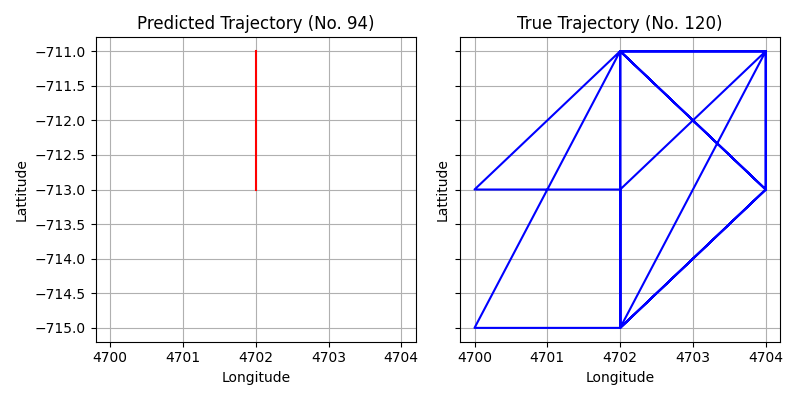 Predicted Trajectory (No. 94)
True Trajectory (No. 120)
−711.0
−711.5
−712.0
−712.5
−713.0
−713.5
−714.0
−714.5
−715.0
Lattitude
Lattitude
4700 4701 4702 4703 4704
4700 4701 4702 4703 4704
Longitude
Longitude